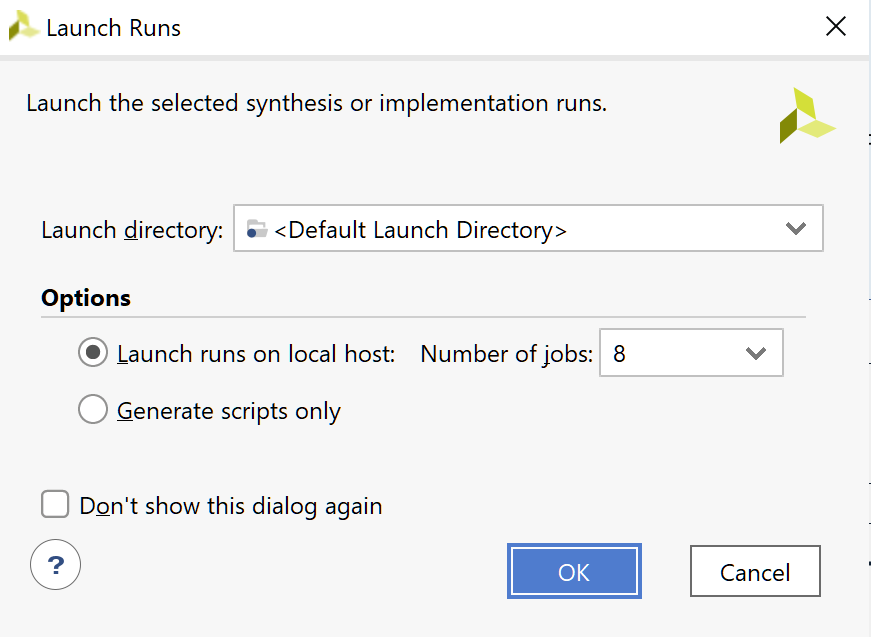 Launch Runs
Launch the selected synthesis or implementation runs.
Launch directory: <Default Launch Directory>
Options
Launch runs on local host: Number of jobs: 8
Generate scripts only
Don't show this dialog again
? OK Cancel